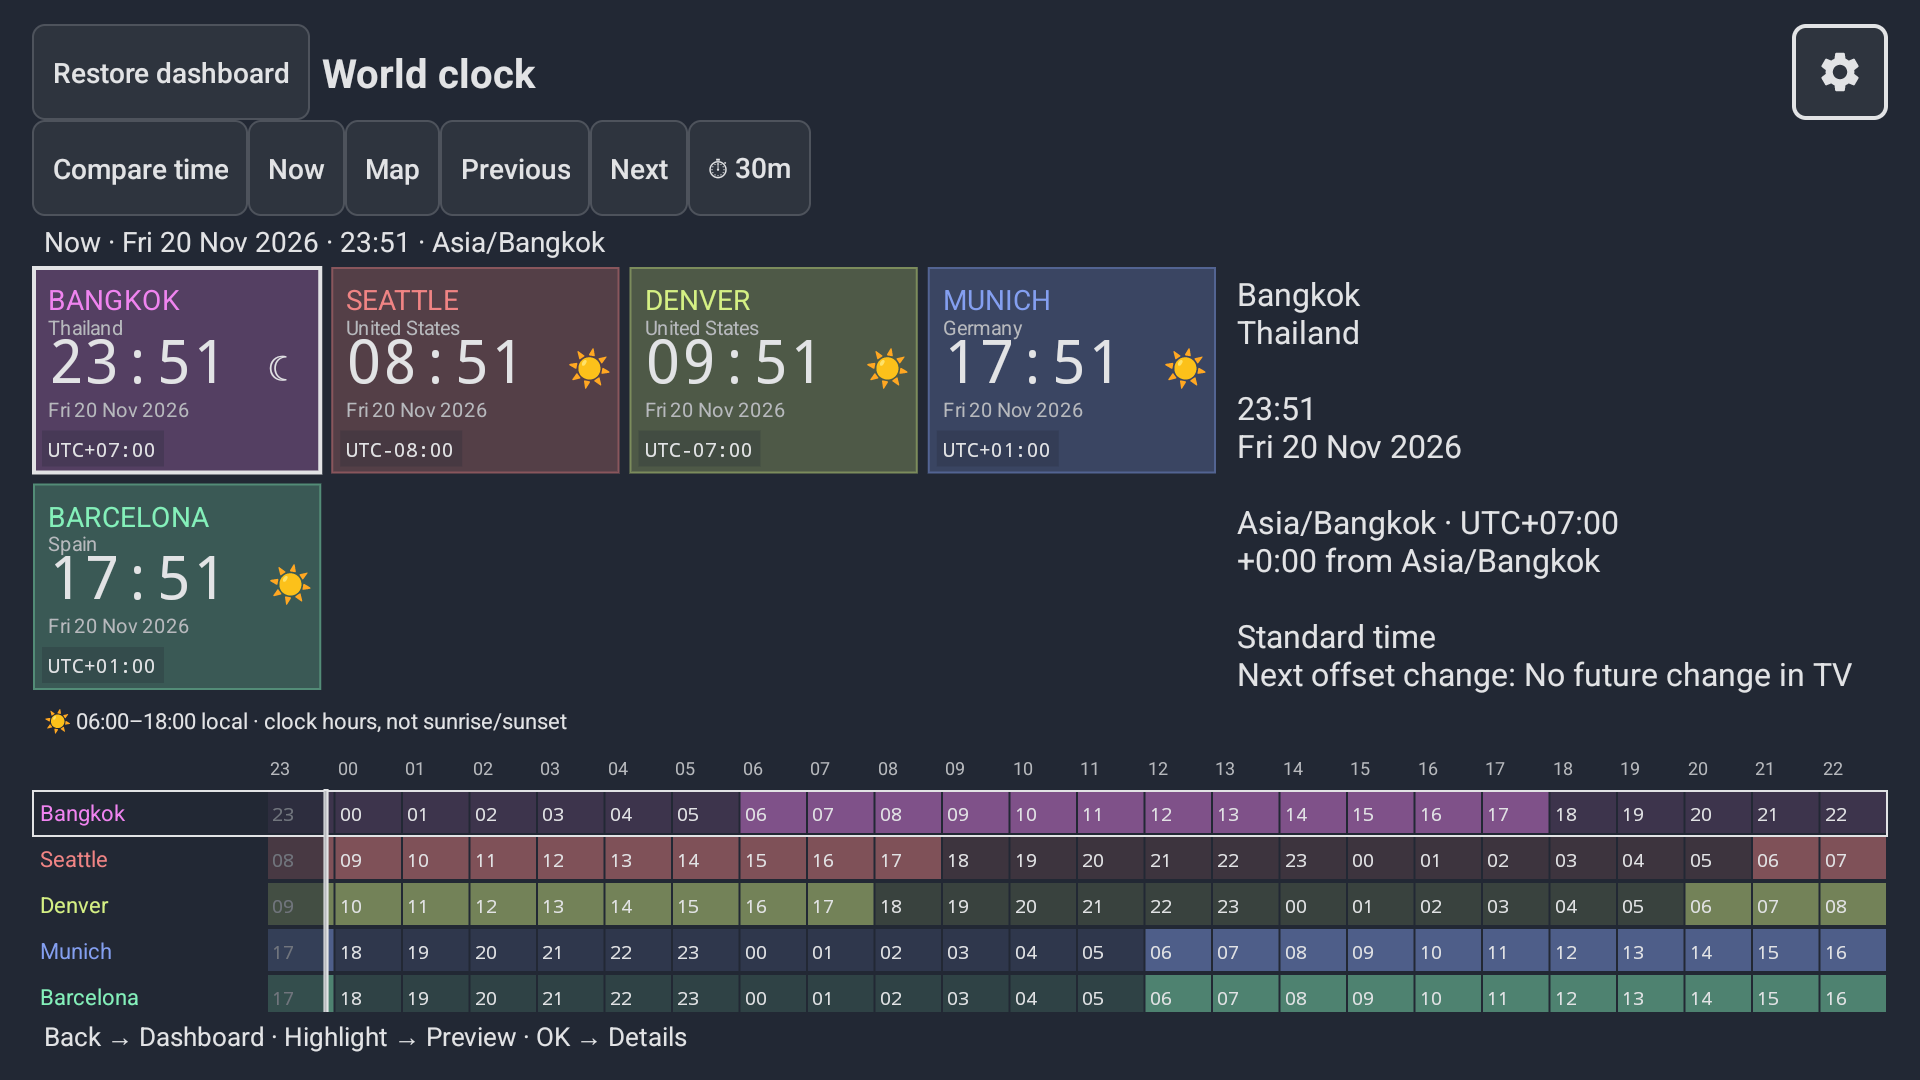 Restore dashboard
World clock
Compare time
Now
Map
Previous
Next
⏱ 30m
Now · Fri 20 Nov 2026 · 23:51 · Asia/Bangkok
BANGKOK
Thailand
23:51
Fri 20 Nov 2026
UTC+07:00
SEATTLE
United States
08:51
Fri 20 Nov 2026
UTC-08:00
DENVER
United States
09:51
Fri 20 Nov 2026
UTC-07:00
MUNICH
Germany
17:51
Fri 20 Nov 2026
UTC+01:00
BARCELONA
Spain
17:51
Fri 20 Nov 2026
UTC+01:00
Bangkok
Thailand
23:51
Fri 20 Nov 2026
Asia/Bangkok · UTC+07:00
+0:00 from Asia/Bangkok
Standard time
Next offset change: No future change in TV
☀️ 06:00–18:00 local · clock hours, not sunrise/sunset
23 00 01 02 03 04 05 06 07 08 09 10 11 12 13 14 15 16 17 18 19 20 21 22
Bangkok 23 00 01 02 03 04 05 06 07 08 09 10 11 12 13 14 15 16 17 18 19 20 21 22
Seattle 08 09 10 11 12 13 14 15 16 17 18 19 20 21 22 23 00 01 02 03 04 05 06 07
Denver 09 10 11 12 13 14 15 16 17 18 19 20 21 22 23 00 01 02 03 04 05 06 07 08
Munich 17 18 19 20 21 22 23 00 01 02 03 04 05 06 07 08 09 10 11 12 13 14 15 16
Barcelona 17 18 19 20 21 22 23 00 01 02 03 04 05 06 07 08 09 10 11 12 13 14 15 16
Back → Dashboard · Highlight → Preview · OK → Details